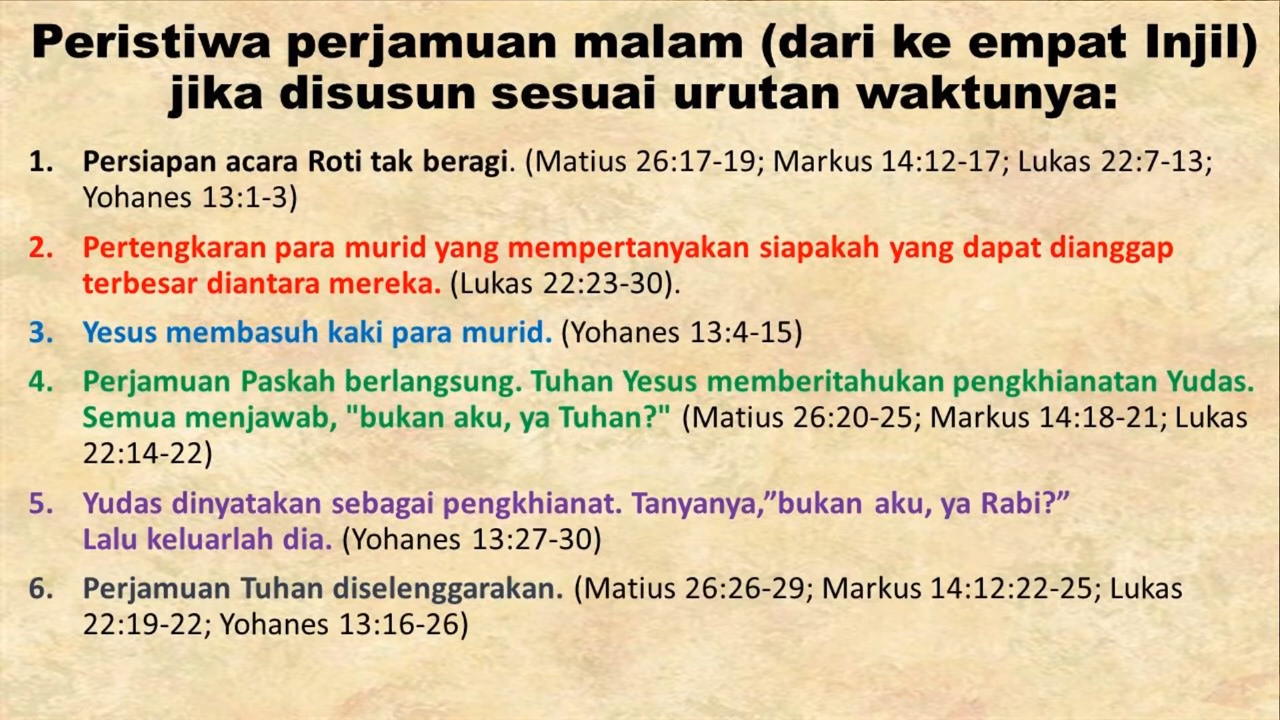 Peristiwa perjamuan malam (dari ke empat Injil)
jika disusun sesuai urutan waktunya:
1. Persiapan acara Roti tak beragi. (Matius 26:17-19; Markus 14:12-17; Lukas 22:7-13;
Yohanes 13:1-3)
2. Pertengkaran para murid yang mempertanyakan siapakah yang dapat dianggap
terbesar diantara mereka. (Lukas 22:23-30).
3. Yesus membasuh kaki para murid. (Yohanes 13:4-15)
4. Perjamuan Paskah berlangsung. Tuhan Yesus memberitahukan pengkhianatan Yudas.
Semua menjawab, "bukan aku, ya Tuhan?" (Matius 26:20-25; Markus 14:18-21; Lukas
22:14-22)
5. Yudas dinyatakan sebagai pengkhianat. Tanyanya,”bukan aku, ya Rabi?”
Lalu keluarlah dia. (Yohanes 13:27-30)
6. Perjamuan Tuhan diselenggarakan. (Matius 26:26-29; Markus 14:12:22-25; Lukas
22:19-22; Yohanes 13:16-26)